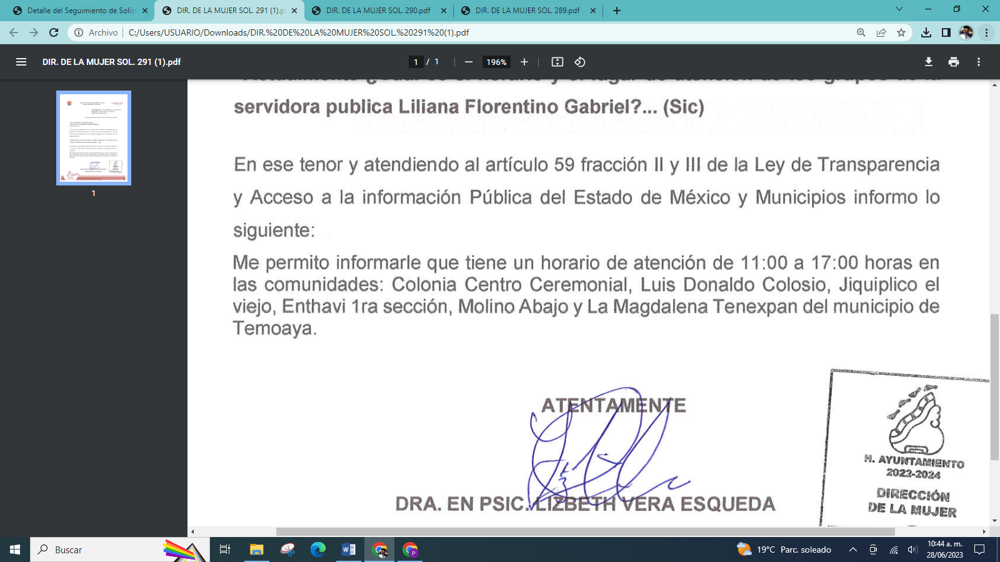 Detalle del Seguimiento de Solici
DIR. DE LA MUJER SOL. 291 (1).p
DIR. DE LA MUJER SOL. 290.pdf
DIR. DE LA MUJER SOL. 289.pdf
Archivo
C:/Users/USUARIO/Downloads/DIR.%20DE%20LA%20MUJER%20SOL.%20291%20(1).pdf
DIR. DE LA MUJER SOL. 291 (1).pdf
1 / 1
196%
1
servidora publica Liliana Florentino Gabriel?... (Sic)
En ese tenor y atendiendo al artículo 59 fracción II y III de la Ley de Transparencia
y Acceso a la información Pública del Estado de México y Municipios informo lo
siguiente:
Me permito informarle que tiene un horario de atención de 11:00 a 17:00 horas en
las comunidades: Colonia Centro Ceremonial, Luis Donaldo Colosio, Jiquiplico el
viejo, Enthavi 1ra sección, Molino Abajo y La Magdalena Tenexpan del municipio de
Temoaya.
ATENTAMENTE
DRA. EN PSIC. LIZBETH VERA ESQUEDA
H. AYUNTAMIENTO
2022-2024
DIRECCIÓN
DE LA MUJER
Buscar
19°C Parc. soleado
10:44 a. m.
28/06/2023